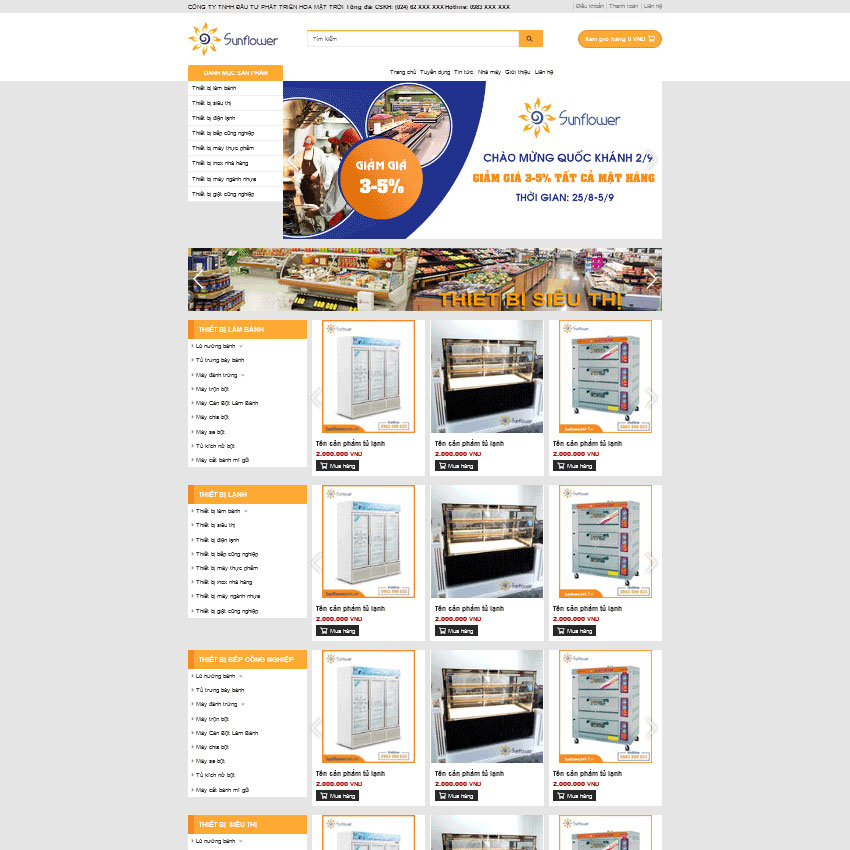 CÔNG TY TNHH ĐẦU TƯ PHÁT TRIỂN HOA MẶT TRỜI Tổng đài CSKH: (024) 62 XXX XXX Hotline: 0983 XXX XXX
Điều khoản Thanh toán Liên hệ
Sunflower
Tìm kiếm
Xem giỏ hàng 0 VNĐ
DANH MỤC SẢN PHẨM
Trang chủ Tuyển dụng Tin tức Nhà máy Giới thiệu Liên hệ
Thiết bị làm bánh
Thiết bị siêu thị
Thiết bị điện lạnh
Thiết bị bếp công nghiệp
Thiết bị máy thực phẩm
Thiết bị inox nhà hàng
Thiết bị máy ngành nhựa
Thiết bị giặt công nghiệp
GIẢM GIÁ
3-5%
Sunflower
CHÀO MỪNG QUỐC KHÁNH 2/9
GIẢM GIÁ 3-5% TẤT CẢ MẶT HÀNG
THỜI GIAN: 25/8-5/9
THIẾT BỊ SIÊU THỊ
THIẾT BỊ LÀM BÁNH
Lò nướng bánh
Tủ trưng bày bánh
Máy đánh trứng
Máy trộn bột
Máy Cán Bột Làm Bánh
Máy chia bột
Máy se bột
Tủ kích nở bột
Máy cắt bánh mì gối
Tên sản phẩm tủ lạnh
2.000.000 VNĐ
Mua hàng
Tên sản phẩm tủ lạnh
2.000.000 VNĐ
Mua hàng
Tên sản phẩm tủ lạnh
2.000.000 VNĐ
Mua hàng
THIẾT BỊ LẠNH
Thiết bị làm bánh
Thiết bị siêu thị
Thiết bị điện lạnh
Thiết bị bếp công nghiệp
Thiết bị máy thực phẩm
Thiết bị inox nhà hàng
Thiết bị máy ngành nhựa
Thiết bị giặt công nghiệp
Tên sản phẩm tủ lạnh
2.000.000 VNĐ
Mua hàng
Tên sản phẩm tủ lạnh
2.000.000 VNĐ
Mua hàng
Tên sản phẩm tủ lạnh
2.000.000 VNĐ
Mua hàng
THIẾT BỊ BẾP CÔNG NGHIỆP
Lò nướng bánh
Tủ trưng bày bánh
Máy đánh trứng
Máy trộn bột
Máy Cán Bột Làm Bánh
Máy chia bột
Máy se bột
Tủ kích nở bột
Máy cắt bánh mì gối
Tên sản phẩm tủ lạnh
2.000.000 VNĐ
Mua hàng
Tên sản phẩm tủ lạnh
2.000.000 VNĐ
Mua hàng
Tên sản phẩm tủ lạnh
2.000.000 VNĐ
Mua hàng
THIẾT BỊ SIÊU THỊ
Lò nướng bánh